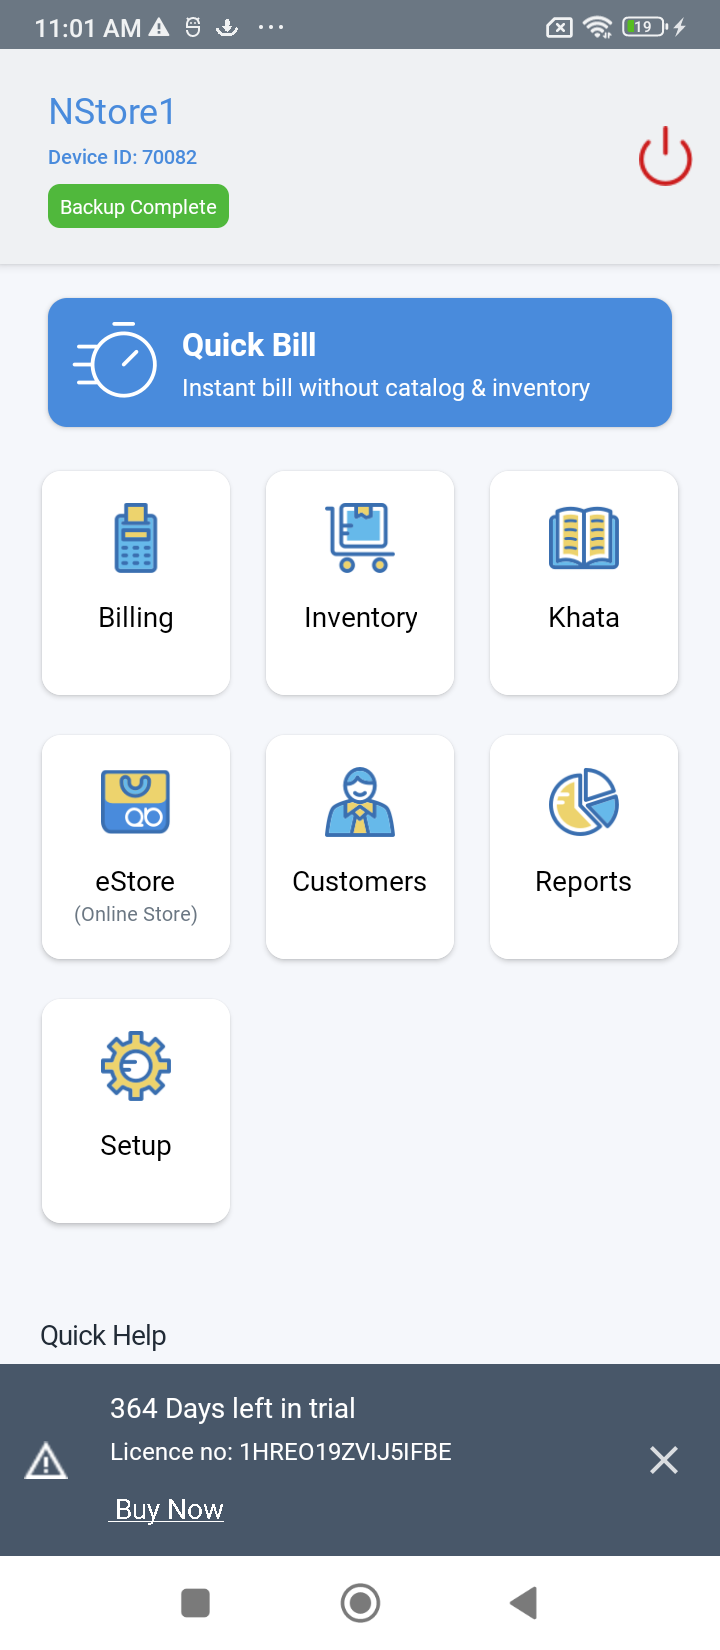 11:01 AM
19
NStore1
Device ID: 70082
Backup Complete
Quick Bill
Instant bill without catalog & inventory
Billing
Inventory
Khata
eStore
(Online Store)
Customers
Reports
Setup
Quick Help
364 Days left in trial
Licence no: 1HREO19ZVIJ5IFBE
Buy Now